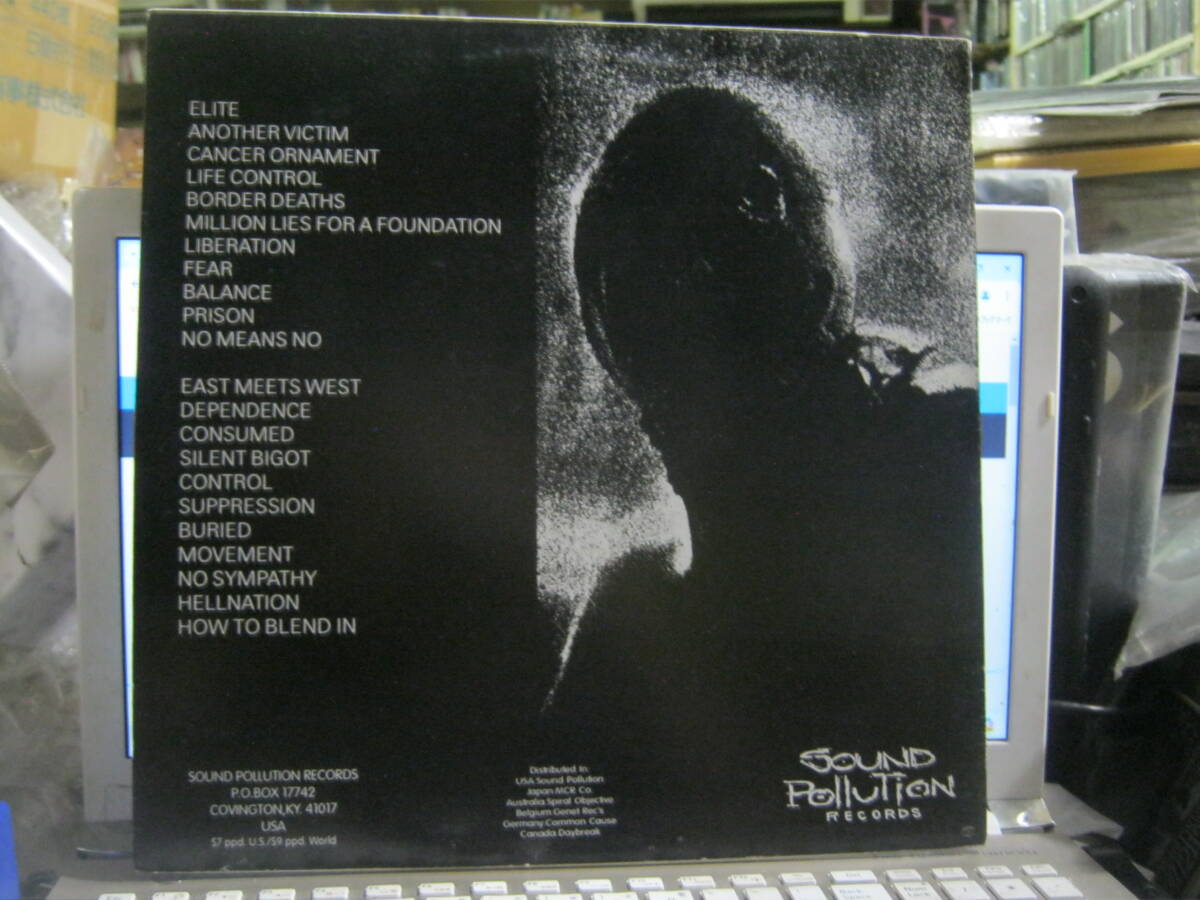 ELITE
ANOTHER VICTIM
CANCER ORNAMENT
LIFE CONTROL
BORDER DEATHS
MILLION LIES FOR A FOUNDATION
LIBERATION
FEAR
BALANCE
PRISON
NO MEANS NO
EAST MEETS WEST
DEPENDENCE
CONSUMED
SILENT BIGOT
CONTROL
SUPPRESSION
BURIED
MOVEMENT
NO SYMPATHY
HELLNATION
HOW TO BLEND IN
SOUND POLLUTION RECORDS
P.O.BOX 17742
COVINGTON,KY. 41017
USA
$7 ppd. U.S./$9 ppd. World
Distributed In:
USA Sound Pollution
Japan MCR Co.
Australia Spiral Objective
Belgium Genet Rec's
Germany Common Cause
Canada Daybreak
SOUND
POLLUTION
RECORDS